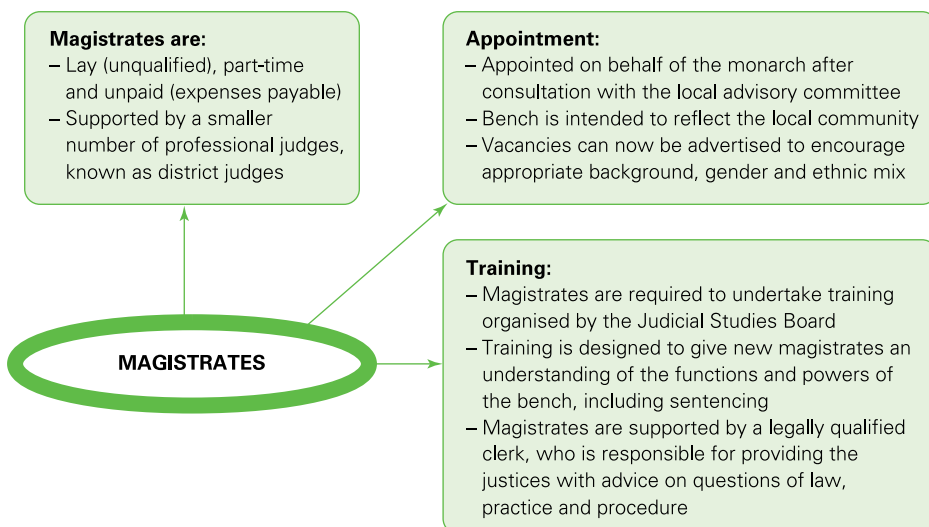 Magistrates are:
– Lay (unqualified), part-time
and unpaid (expenses payable)
– Supported by a smaller
number of professional judges,
known as district judges
Appointment:
– Appointed on behalf of the monarch after
consultation with the local advisory committee
– Bench is intended to reflect the local community
– Vacancies can now be advertised to encourage
appropriate background, gender and ethnic mix
MAGISTRATES
Training:
– Magistrates are required to undertake training
organised by the Judicial Studies Board
– Training is designed to give new magistrates an
understanding of the functions and powers of
the bench, including sentencing
– Magistrates are supported by a legally qualified
clerk, who is responsible for providing the
justices with advice on questions of law,
practice and procedure